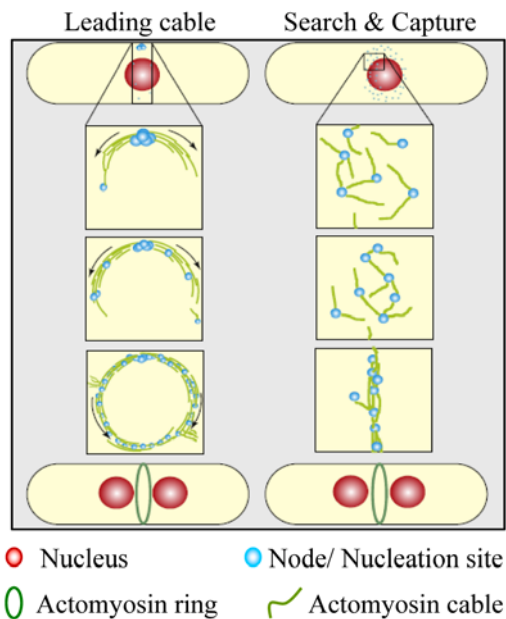 Leading cable
Search & Capture
Nucleus
Node/ Nucleation site
Actomyosin ring
Actomyosin cable